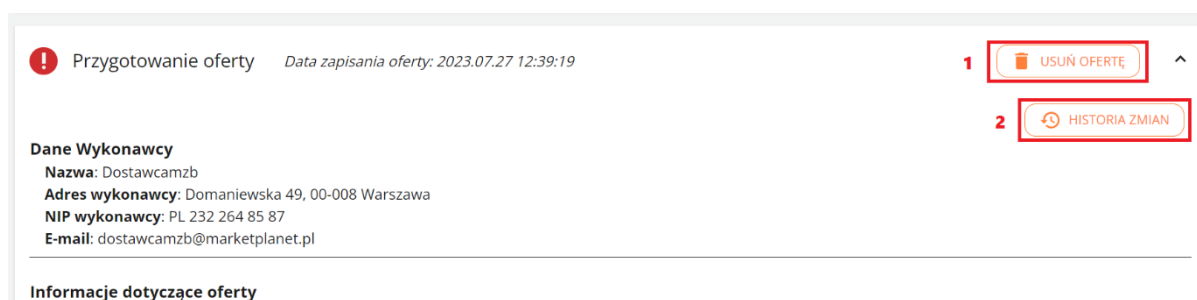 Przygotowanie oferty Data zapisania oferty: 2023.07.27 12:39:19 1 USUŃ OFERTĘ
2 HISTORIA ZMIAN
Dane Wykonawcy
Nazwa: Dostawcamzb
Adres wykonawcy: Domaniewska 49, 00-008 Warszawa
NIP wykonawcy: PL 232 264 85 87
E-mail: dostawcamzb@marketplanet.pl
Informacje dotyczące oferty